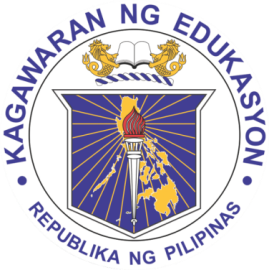 KAGAWARAN NG EDUKASYON
REPUBLIKA NG PILIPINAS